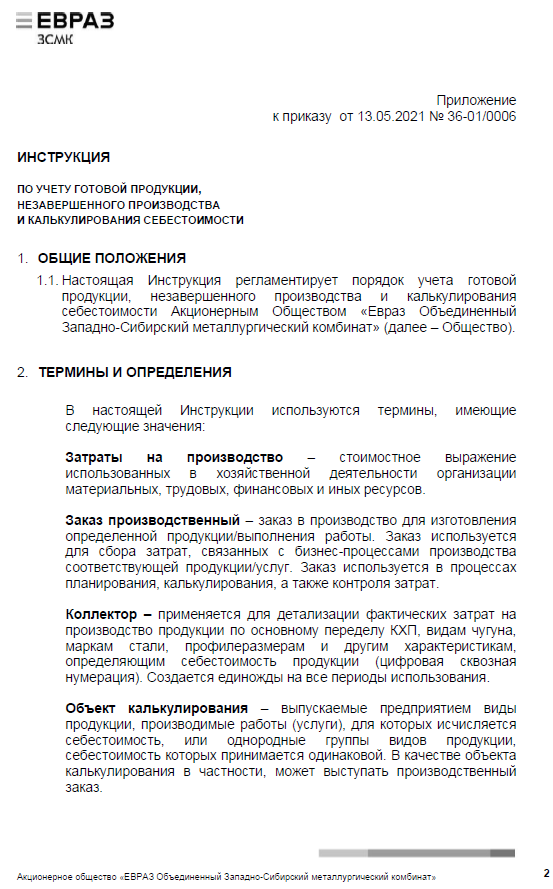 ЕВРАЗ
ЗСМК
Приложение
к приказу от 13.05.2021 № 36-01/0006
ИНСТРУКЦИЯ
ПО УЧЕТУ ГОТОВОЙ ПРОДУКЦИИ,
НЕЗАВЕРШЕННОГО ПРОИЗВОДСТВА
И КАЛЬКУЛИРОВАНИЯ СЕБЕСТОИМОСТИ
1. ОБЩИЕ ПОЛОЖЕНИЯ
1.1. Настоящая Инструкция регламентирует порядок учета готовой
продукции, незавершенного производства и калькулирования
себестоимости Акционерным Обществом «Евраз Объединенный
Западно-Сибирский металлургический комбинат» (далее – Общество).
2. ТЕРМИНЫ И ОПРЕДЕЛЕНИЯ
В настоящей Инструкции используются термины, имеющие
следующие значения:
Затраты на производство – стоимостное выражение
использованных в хозяйственной деятельности организации
материальных, трудовых, финансовых и иных ресурсов.
Заказ производственный – заказ в производство для изготовления
определенной продукции/выполнения работы. Заказ используется
для сбора затрат, связанных с бизнес-процессами производства
соответствующей продукции/услуг. Заказ используется в процессах
планирования, калькулирования, а также контроля затрат.
Коллектор – применяется для детализации фактических затрат на
производство продукции по основному переделу КХП, видам чугуна,
маркам стали, профилеразмерам и другим характеристикам,
определяющим себестоимость продукции (цифровая сквозная
нумерация). Создается единожды на все периоды использования.
Объект калькулирования – выпускаемые предприятием виды
продукции, производимые работы (услуги), для которых исчисляется
себестоимость, или однородные группы видов продукции,
себестоимость которых принимается одинаковой. В качестве объекта
калькулирования в частности, может выступать производственный
заказ.
Акционерное общество «ЕВРАЗ Объединенный Западно-Сибирский металлургический комбинат»
2